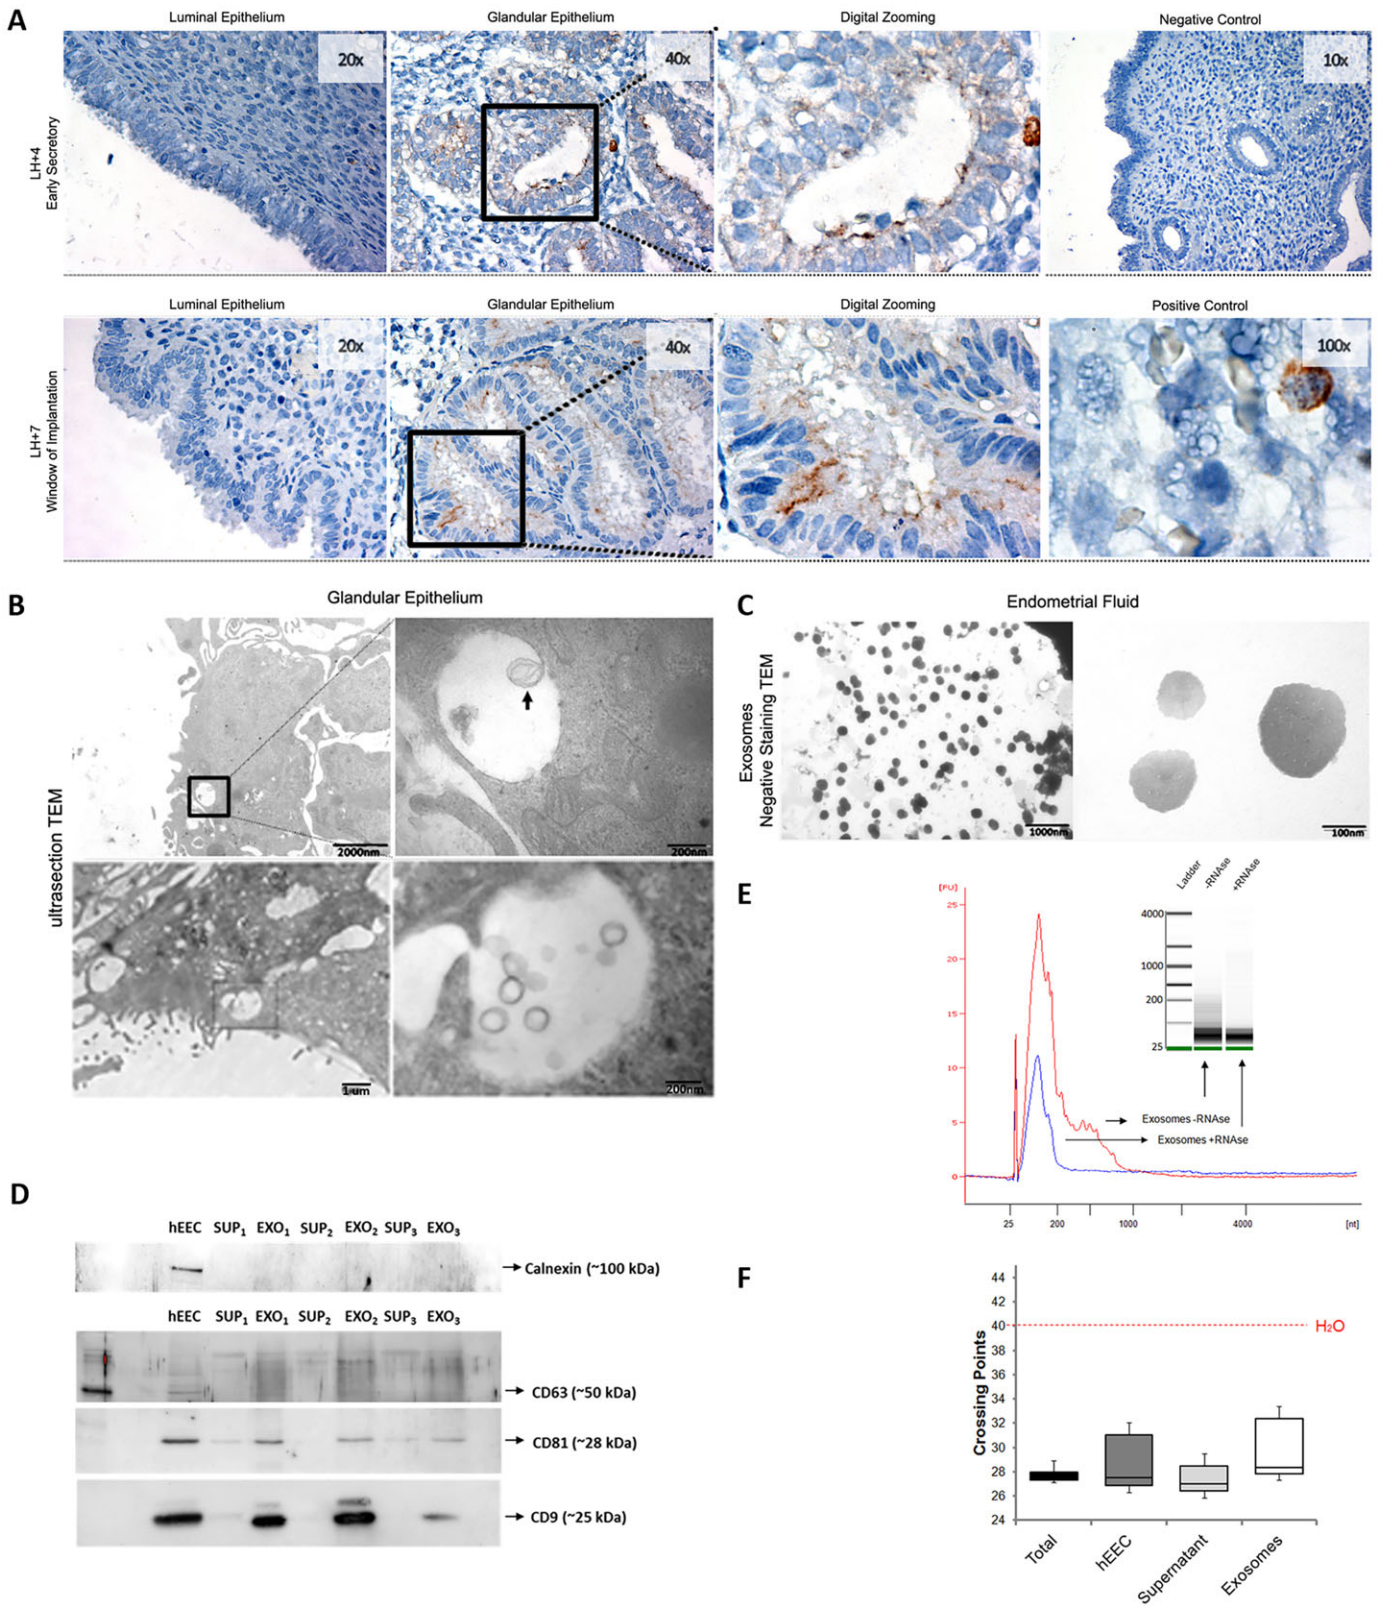 A
Luminal Epithelium
Glandular Epithelium
Digital Zooming
Negative Control
LH+4
Early Secretory
20x
40x
10x
Luminal Epithelium
Glandular Epithelium
Digital Zooming
Positive Control
LH+7
Window of Implantation
20x
40x
100x
B
Glandular Epithelium
ultrasection TEM
2000nm
200nm
1 um
200nm
C
Endometrial Fluid
Exosomes
Negative Staining TEM
1000nm
100nm
D
hEEC SUP1 EXO1 SUP2 EXO2 SUP3 EXO3
Calnexin (~100 kDa)
hEEC SUP1 EXO1 SUP2 EXO2 SUP3 EXO3
CD63 (~50 kDa)
CD81 (~28 kDa)
CD9 (~25 kDa)
E
[FU]
25
20
15
10
5
0
25 200 1000 4000 [nt]
Ladder -RNAse +RNAse
4000
1000
200
25
Exosomes -RNAse
Exosomes +RNAse
F
Crossing Points
44
42
40
38
36
34
32
30
28
26
24
H2O
Total hEEC Supernatant Exosomes